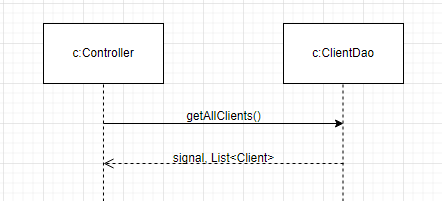 c:Controller
c:ClientDao
getAllClients()
signal, List<Client>